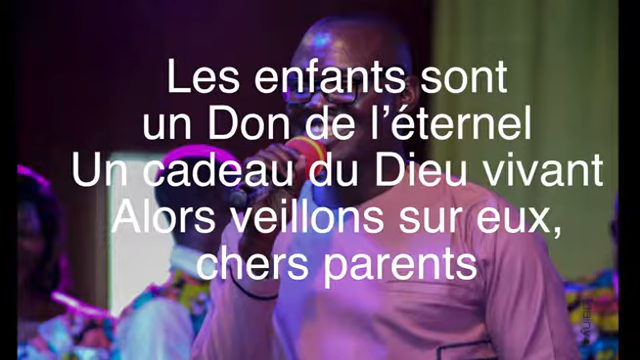 Les enfants sont
un Don de l’éternel
Un cadeau du Dieu vivant
Alors veillons sur eux,
chers parents